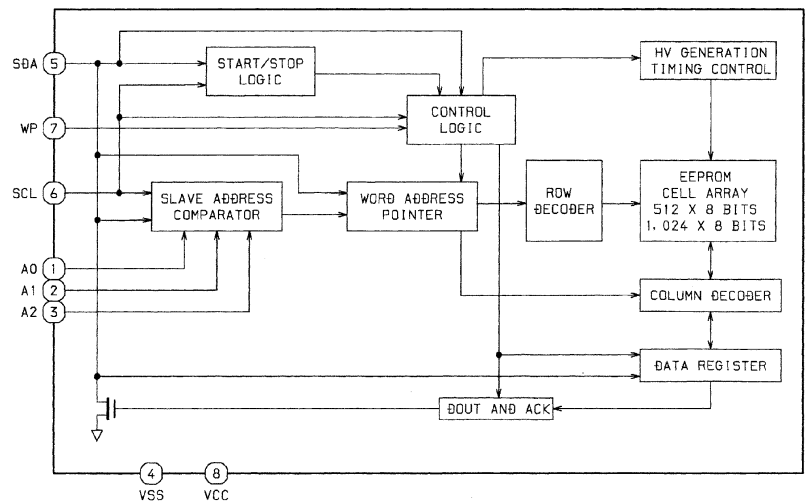 SDA 5
START/STOP
LOGIC
HV GENERATION
TIMING CONTROL
WP 7
CONTROL
LOGIC
SCL 6
SLAVE ADDRESS
COMPARATOR
WORD ADDRESS
POINTER
ROW
DECODER
EEPROM
CELL ARRAY
512 X 8 BITS
1,024 X 8 BITS
A0 1
A1 2
A2 3
COLUMN DECODER
DATA REGISTER
DOUT AND ACK
4
VSS
8
VCC